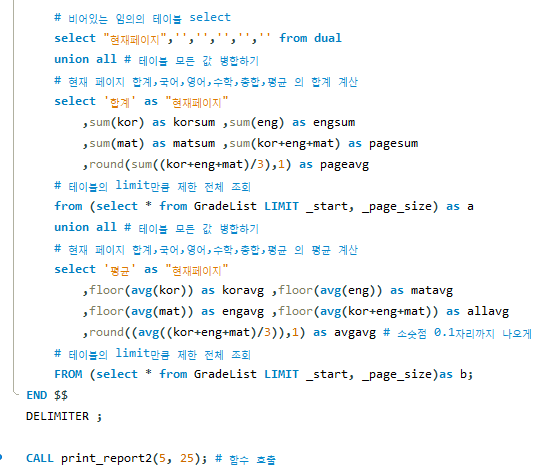 # 비어있는 임의의 테이블 select
select "현재페이지",'','','','','' from dual
union all # 테이블 모든 값 병합하기
# 현재 페이지 합계,국어,영어,수학,총합,평균 의 합계 계산
select '합계' as "현재페이지"
,sum(kor) as korsum ,sum(eng) as engsum
,sum(mat) as matsum ,sum(kor+eng+mat) as pagesum
,round(sum((kor+eng+mat)/3),1) as pageavg
# 테이블의 limit만큼 제한 전체 조회
from (select * from GradeList LIMIT _start, _page_size) as a
union all # 테이블 모든 값 병합하기
# 현재 페이지 합계,국어,영어,수학,총합,평균 의 평균 계산
select '평균' as "현재페이지"
,floor(avg(kor)) as koravg ,floor(avg(eng)) as matavg
,floor(avg(mat)) as engavg ,floor(avg(kor+eng+mat)) as allavg
,round((avg((kor+eng+mat)/3)),1) as avgavg # 소숫점 0.1자리까지 나오게
# 테이블의 limit만큼 제한 전체 조회
FROM (select * from GradeList LIMIT _start, _page_size)as b;
END $$
DELIMITER ;
CALL print_report2(5, 25); # 함수 호출